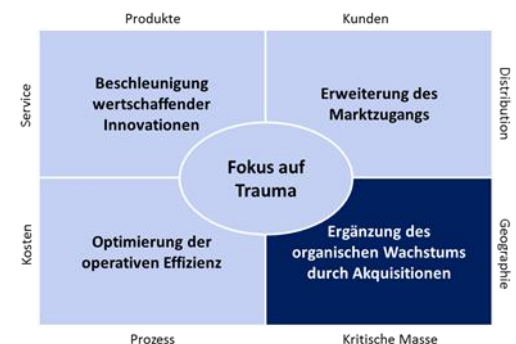 Produkte
Kunden
Service
Beschleunigung
wertschaffender
Innovationen
Erweiterung des
Marktzugangs
Distribution
Fokus auf
Trauma
Kosten
Optimierung der
operativen Effizienz
Ergänzung des
organischen Wachstums
durch Akquisitionen
Geographie
Prozess
Kritische Masse